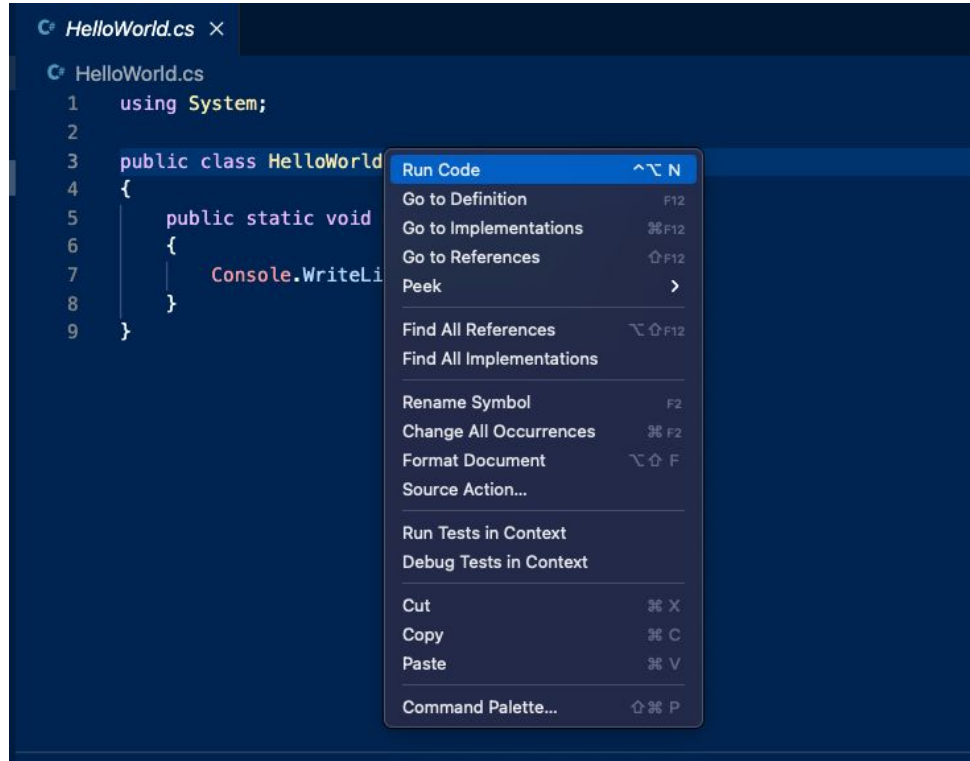 HelloWorld.cs ×
HelloWorld.cs
1 using System;
2
3 public class HelloWorld
4 {
5 public static void
6 {
7 Console.WriteLi
8 }
9 }
Run Code ^⌥ N
Go to Definition F12
Go to Implementations ⌘F12
Go to References ⇧F12
Peek >
Find All References ⌥⇧F12
Find All Implementations
Rename Symbol F2
Change All Occurrences ⌘F2
Format Document ⌥⇧ F
Source Action...
Run Tests in Context
Debug Tests in Context
Cut ⌘ X
Copy ⌘ C
Paste ⌘ V
Command Palette... ⇧⌘ P